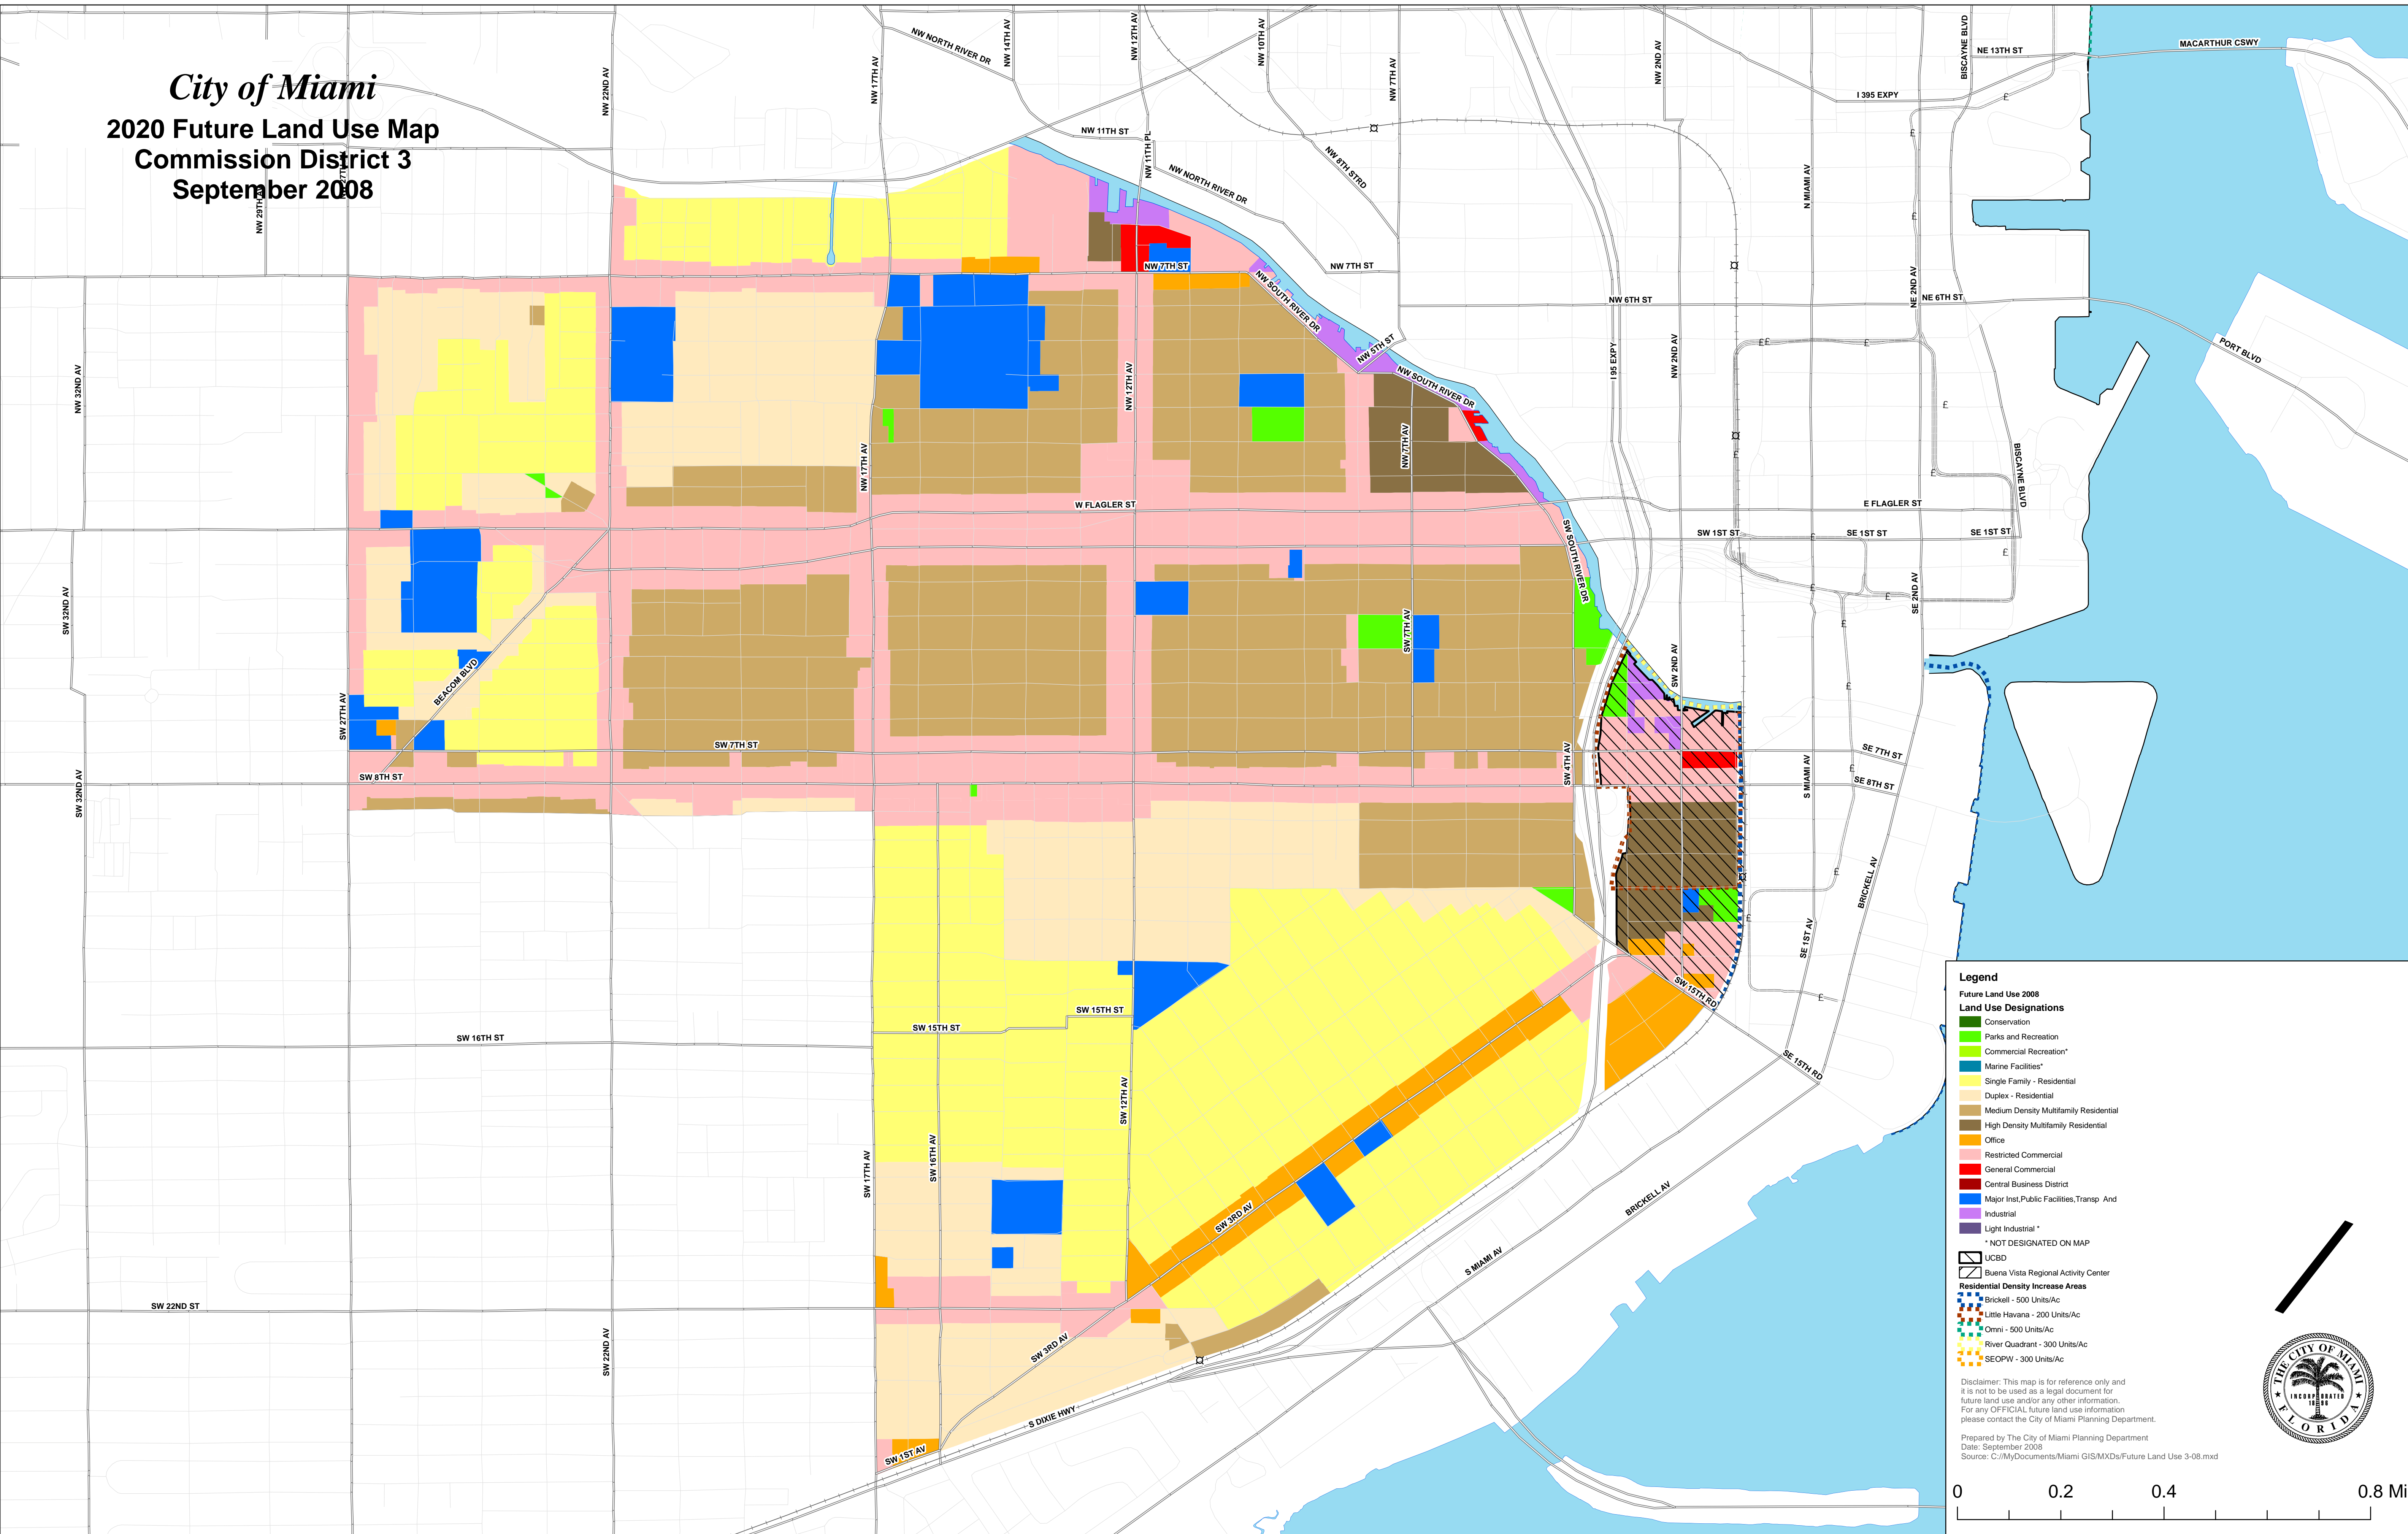 City of Miami
2020 Future Land Use Map
Commission District 3
September 2008
NW NORTH RIVER DR
NW 14TH AV
NW 12TH AV
NW 10TH AV
NW 7TH AV
NW 2ND AV
BISCAYNE BLVD
NE 13TH ST
MACARTHUR CSWY
NW 22ND AV
NW 17TH AV
I 395 EXPY
NW 11TH ST
NW 11TH PL
NW 8TH STRD
NW NORTH RIVER DR
N MIAMI AV
NW 29TH AV
NW 27TH AV
NW 7TH ST
NW 7TH ST
NW SOUTH RIVER DR
NW 6TH ST
NE 2ND AV
NE 6TH ST
PORT BLVD
NW 32ND AV
NW 12TH AV
NW 5TH ST
NW SOUTH RIVER DR
I 95 EXPY
NW 2ND AV
NW 17TH AV
NW 7TH AV
BISCAYNE BLVD
W FLAGLER ST
E FLAGLER ST
SW SOUTH RIVER DR
SW 1ST ST
SE 1ST ST
SE 1ST ST
SW 32ND AV
SW 7TH AV
SE 2ND AV
BEACOM BLVD
SW 2ND AV
SW 27TH AV
SW 7TH ST
SW 8TH ST
SW 4TH AV
SE 7TH ST
SE 8TH ST
SW 32ND AV
S MIAMI AV
BRICKELL AV
SE 1ST AV
SW 15TH RD
SW 16TH ST
SW 15TH ST
SW 15TH ST
SE 15TH RD
SW 12TH AV
SW 17TH AV
SW 16TH AV
SW 3RD AV
BRICKELL AV
S MIAMI AV
SW 22ND ST
SW 22ND AV
SW 3RD AV
S DIXIE HWY
SW 1ST AV
Legend
Future Land Use 2008
Land Use Designations
Conservation
Parks and Recreation
Commercial Recreation*
Marine Facilities*
Single Family - Residential
Duplex - Residential
Medium Density Multifamily Residential
High Density Multifamily Residential
Office
Restricted Commercial
General Commercial
Central Business District
Major Inst,Public Facilities,Transp And
Industrial
Light Industrial *
* NOT DESIGNATED ON MAP
UCBD
Buena Vista Regional Activity Center
Residential Density Increase Areas
Brickell - 500 Units/Ac
Little Havana - 200 Units/Ac
Omni - 500 Units/Ac
River Quadrant - 300 Units/Ac
SEOPW - 300 Units/Ac
Disclaimer: This map is for reference only and
it is not to be used as a legal document for
future land use and/or any other information.
For any OFFICIAL future land use information
please contact the City of Miami Planning Department.
Prepared by The City of Miami Planning Department
Date: September 2008
Source: C://MyDocuments/Miami GIS/MXDs/Future Land Use 3-08.mxd
THE CITY OF MIAMI
INCORPORATED
18 96
FLORIDA
0 0.2 0.4 0.8 Mi